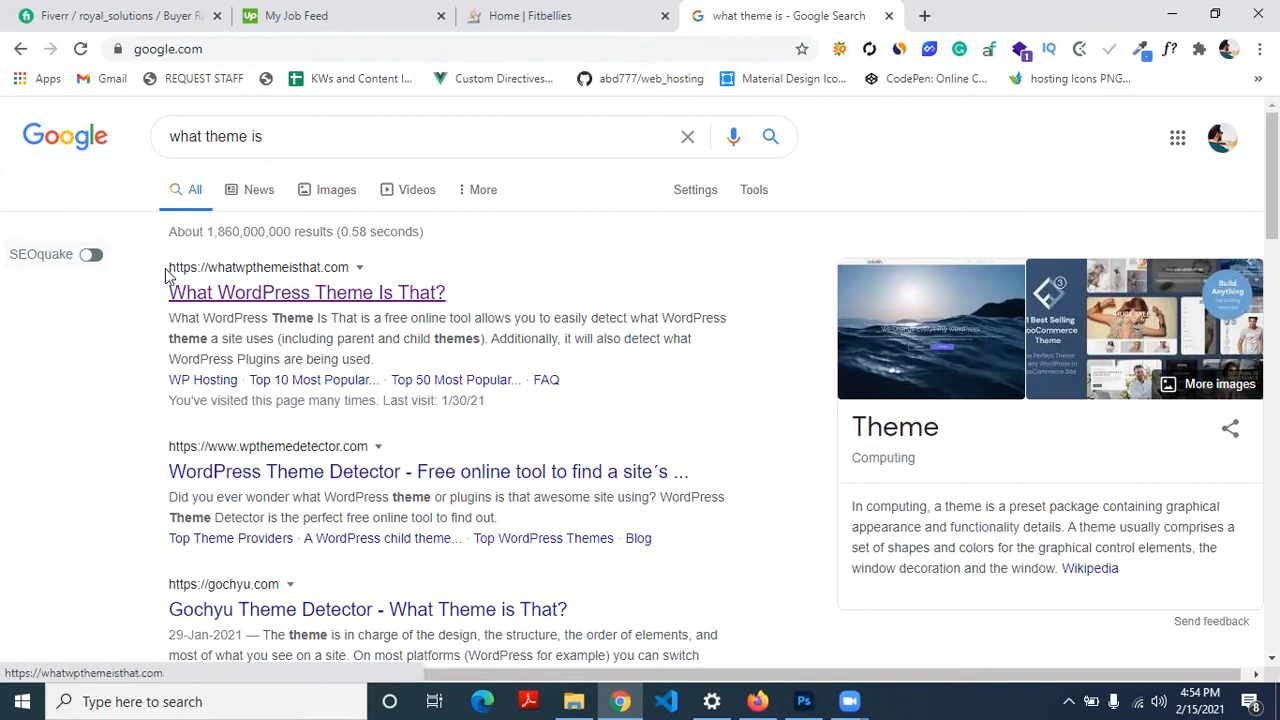 Fiverr / royal_solutions / Buyer Re
My Job Feed
Home | Fitbellies
what theme is - Google Search
google.com
Apps
Gmail
REQUEST STAFF
KWs and Content I...
Custom Directives...
abd777/web_hosting
Material Design Ico...
CodePen: Online C...
hosting Icons PNG...
Google
what theme is
All
News
Images
Videos
More
Settings
Tools
About 1,860,000,000 results (0.58 seconds)
SEOquake
https://whatwpthemeisthat.com
What WordPress Theme Is That?
What WordPress Theme Is That is a free online tool allows you to easily detect what WordPress
theme a site uses (including parent and child themes). Additionally, it will also detect what
WordPress Plugins are being used.
WP Hosting · Top 10 Most Popular... · Top 50 Most Popular... · FAQ
You've visited this page many times. Last visit: 1/30/21
https://www.wpthemedetector.com
WordPress Theme Detector - Free online tool to find a site´s ...
Did you ever wonder what WordPress theme or plugins is that awesome site using? WordPress
Theme Detector is the perfect free online tool to find out.
Top Theme Providers · A WordPress child theme... · Top WordPress Themes · Blog
https://gochyu.com
Gochyu Theme Detector - What Theme is That?
29-Jan-2021 — The theme is in charge of the design, the structure, the order of elements, and
most of what you see on a site. On most platforms (WordPress for example) you can switch
Build
Anything
1 Best Selling
ooCommerce
Theme
More images
Theme
Computing
In computing, a theme is a preset package containing graphical
appearance and functionality details. A theme usually comprises a
set of shapes and colors for the graphical control elements, the
window decoration and the window. Wikipedia
Send feedback
https://whatwpthemeisthat.com
Type here to search
4:54 PM
2/15/2021
8